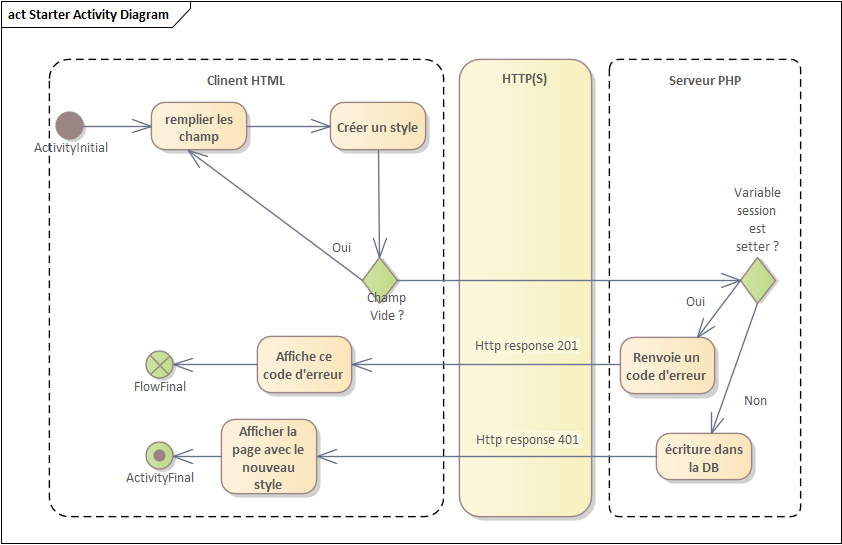 act Starter Activity Diagram
Clinent HTML
HTTP(S)
Serveur PHP
ActivityInitial
remplier les
champ
Créer un style
Variable
session
est
setter ?
Oui
Champ
Vide ?
Oui
Http response 201
Renvoie un
code d'erreur
Affiche ce
code d'erreur
FlowFinal
Non
Afficher la
page avec le
nouveau
style
Http response 401
écriture dans
la DB
ActivityFinal